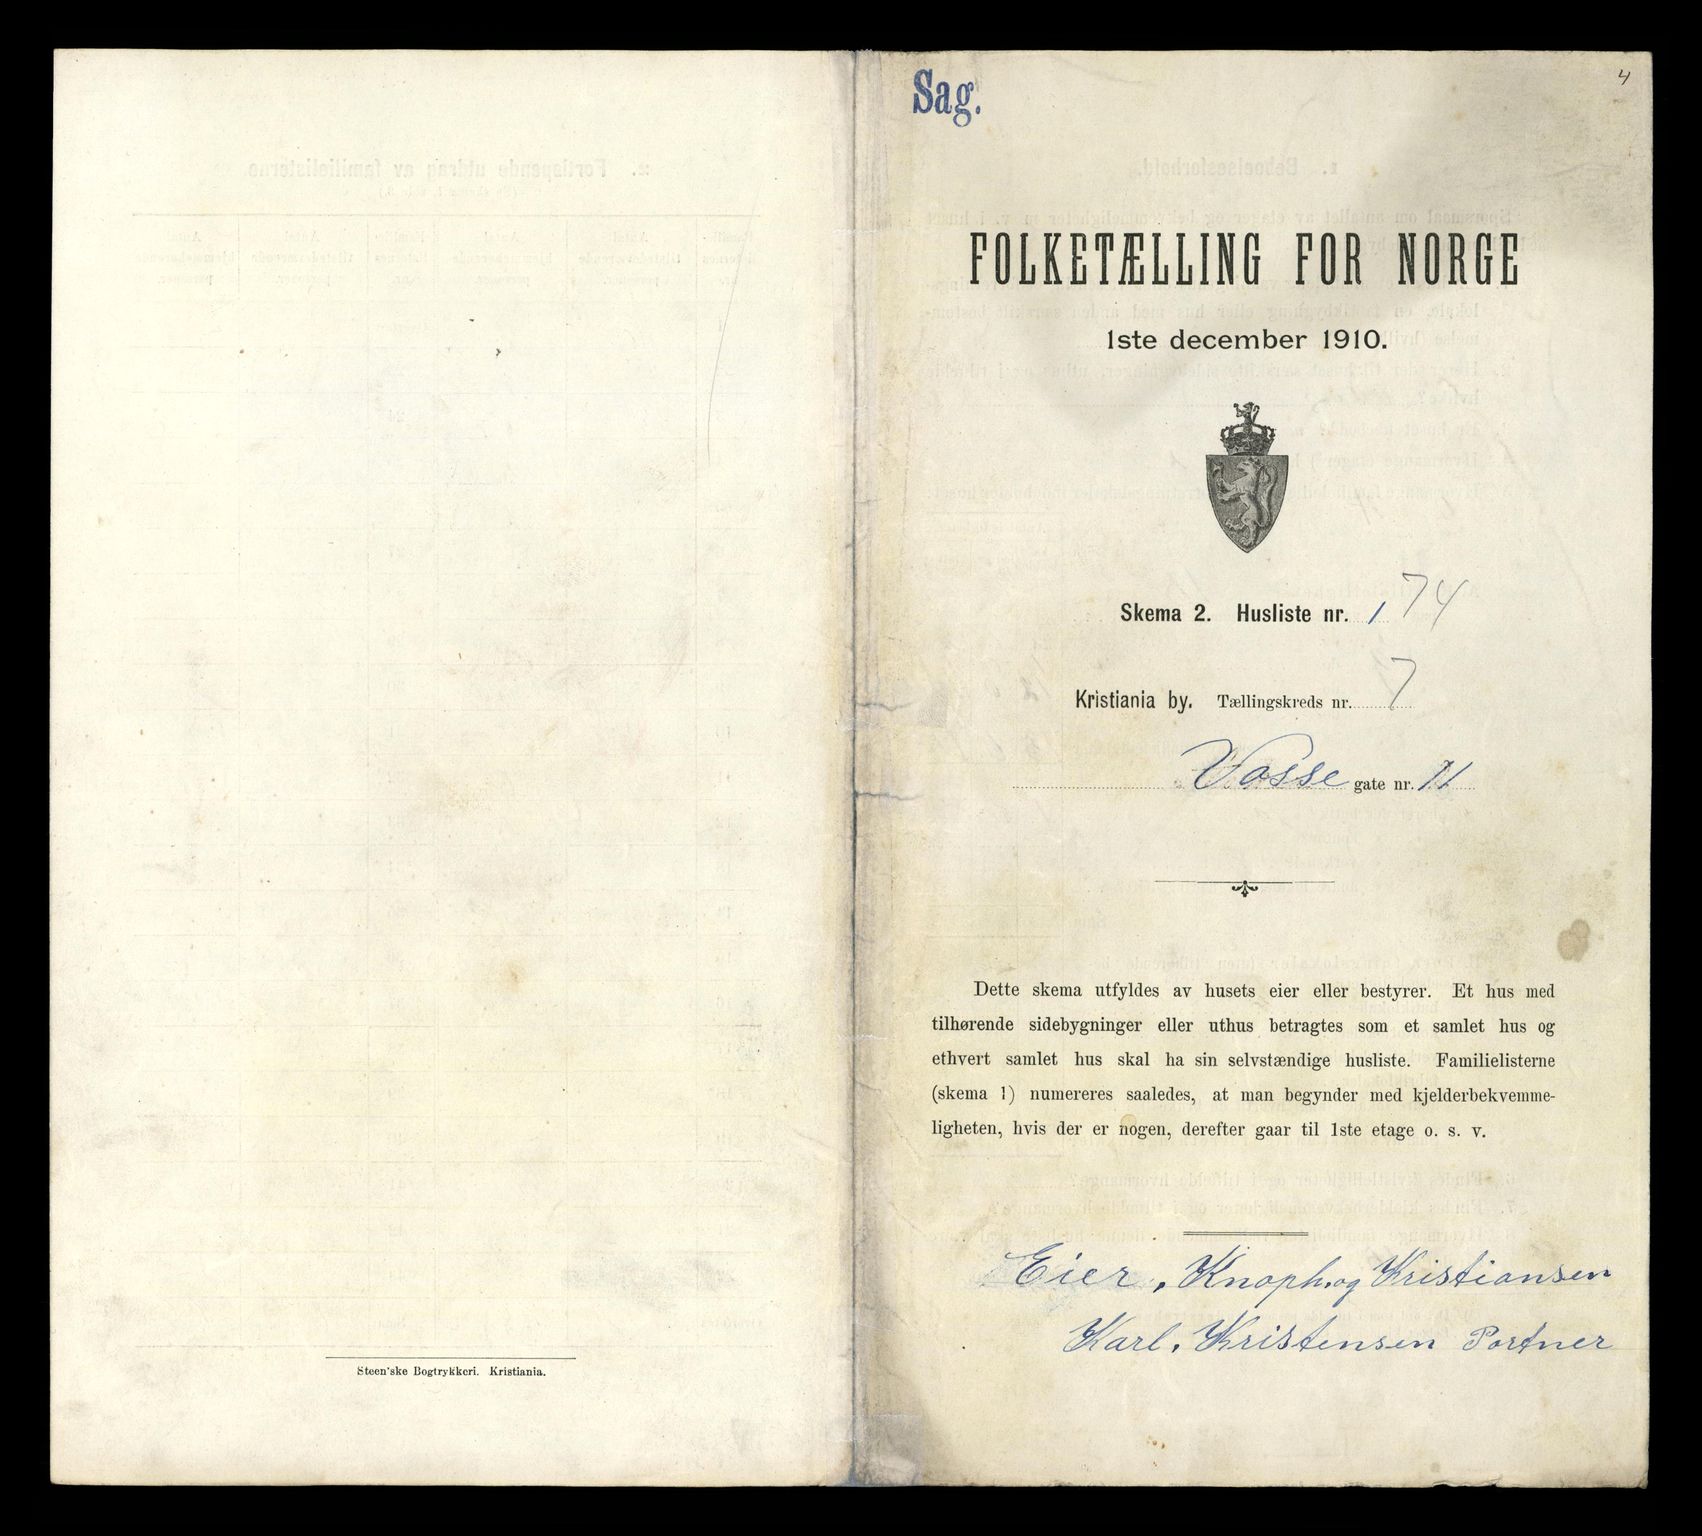 Steen'ske Bogtrykkeri. Kristiania.
4
Sag.
FOLKETÆLLING FOR NORGE
1ste december 1910.
Skema 2. Husliste nr. 1 74
Kristiania by. Tællingskreds nr. 7
Vosse gate nr. 11
Dette skema utfyldes av husets eier eller bestyrer. Et hus med
tilhørende sidebygninger eller uthus betragtes som et samlet hus og
ethvert samlet hus skal ha sin selvstændige husliste. Familielisterne
(skema 1) numereres saaledes, at man begynder med kjelderbekvemme-
ligheten, hvis der er nogen, derefter gaar til 1ste etage o. s. v.
Eier, Knoph og Kristiansen
Karl. Kristensen Portner